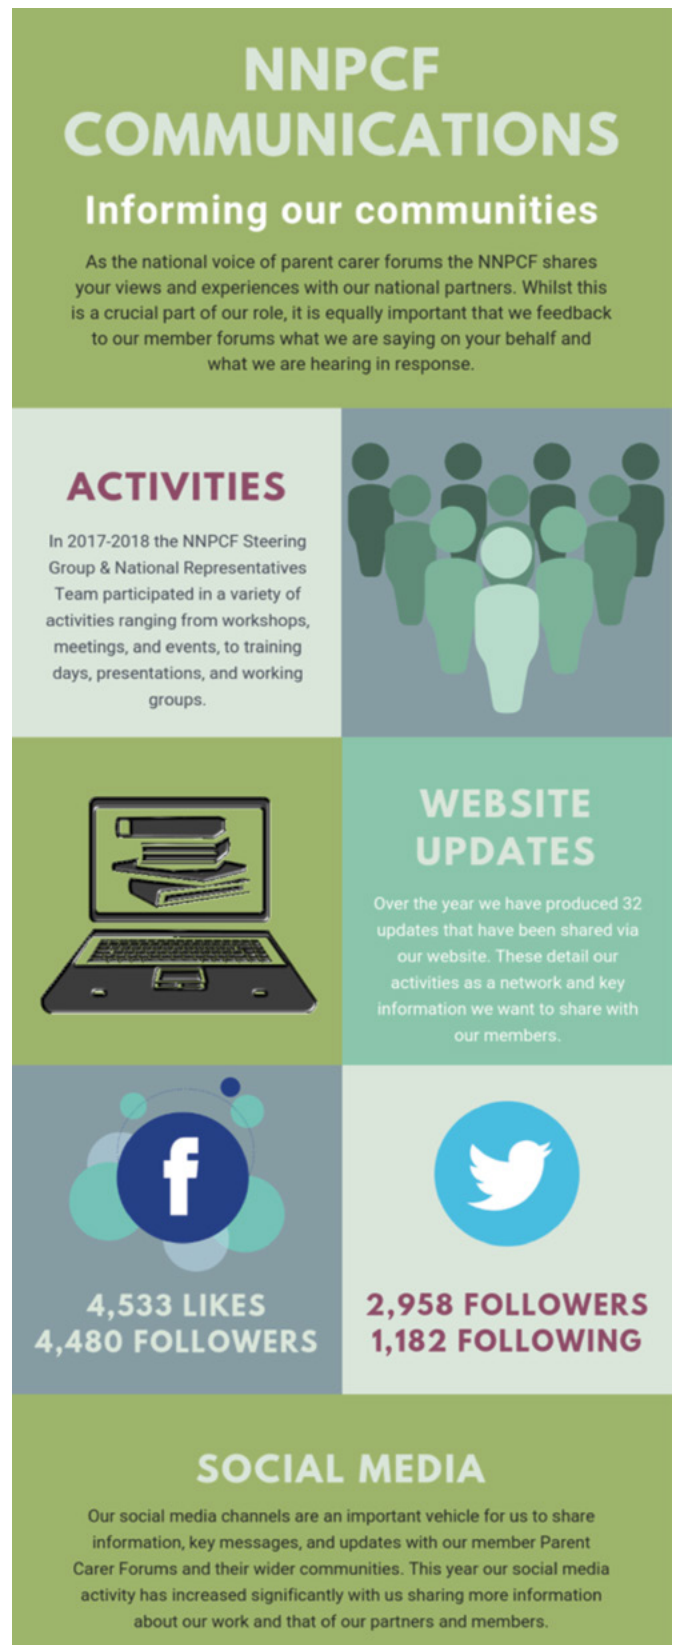 NNPCF
COMMUNICATIONS
Informing our communities
As the national voice of parent carer forums the NNPCF shares
your views and experiences with our national partners. Whilst this
is a crucial part of our role, it is equally important that we feedback
to our member forums what we are saying on your behalf and
what we are hearing in response.
ACTIVITIES
In 2017-2018 the NNPCF Steering
Group & National Representatives
Team participated in a variety of
activities ranging from workshops,
meetings, and events, to training
days, presentations, and working
groups.
WEBSITE
UPDATES
Over the year we have produced 32
updates that have been shared via
our website. These detail our
activities as a network and key
information we want to share with
our members.
f
4,533 LIKES
4,480 FOLLOWERS
2,958 FOLLOWERS
1,182 FOLLOWING
SOCIAL MEDIA
Our social media channels are an important vehicle for us to share
information, key messages, and updates with our member Parent
Carer Forums and their wider communities. This year our social media
activity has increased significantly with us sharing more information
about our work and that of our partners and members.